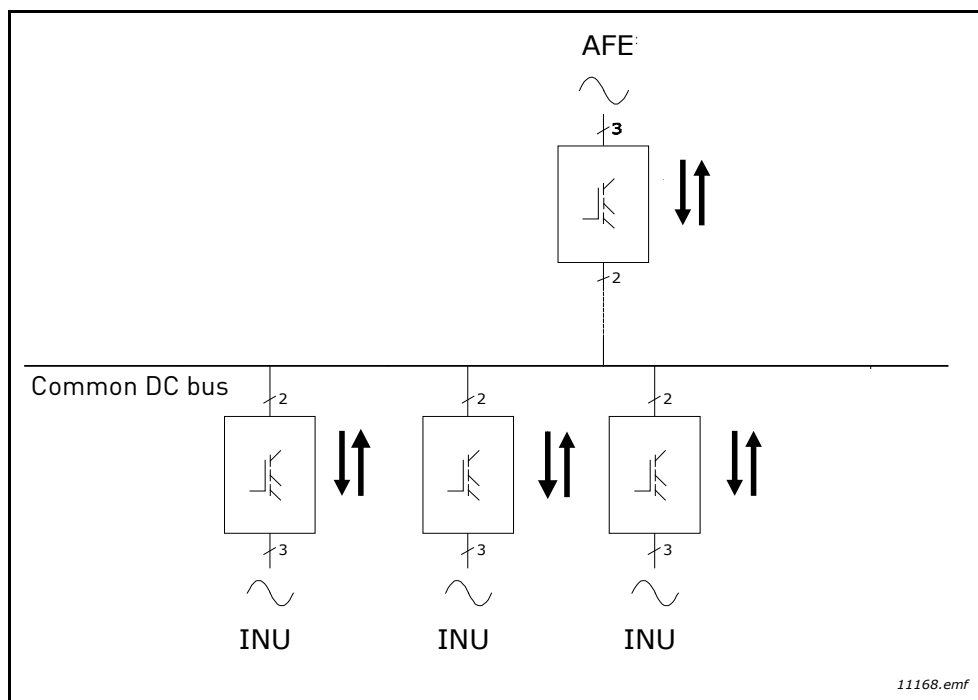 AFE
3
2
Common DC bus
2 2 2
3 3 3
INU INU INU
11168.emf